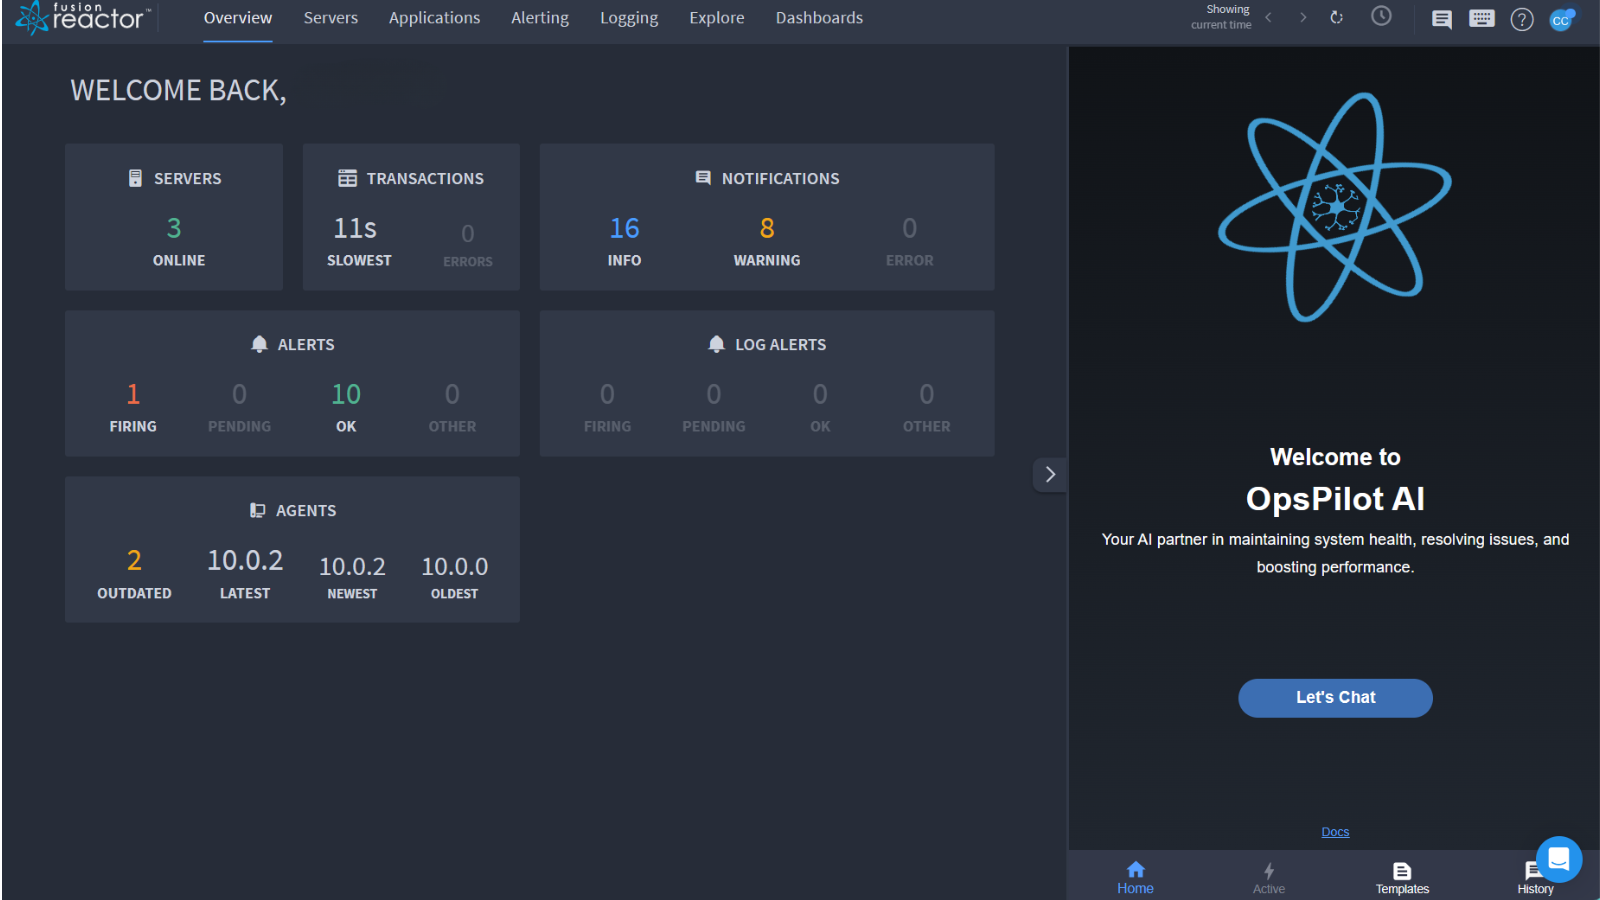 fusion
reactor™
Overview Servers Applications Alerting Logging Explore Dashboards
Showing
current time
CC
WELCOME BACK,
SERVERS
3
ONLINE
TRANSACTIONS
11s 0
SLOWEST ERRORS
NOTIFICATIONS
16 8 0
INFO WARNING ERROR
ALERTS
1 0 10 0
FIRING PENDING OK OTHER
LOG ALERTS
0 0 0 0
FIRING PENDING OK OTHER
AGENTS
2 10.0.2 10.0.2 10.0.0
OUTDATED LATEST NEWEST OLDEST
Welcome to
OpsPilot AI
Your AI partner in maintaining system health, resolving issues, and
boosting performance.
Let's Chat
Docs
Home Active Templates History